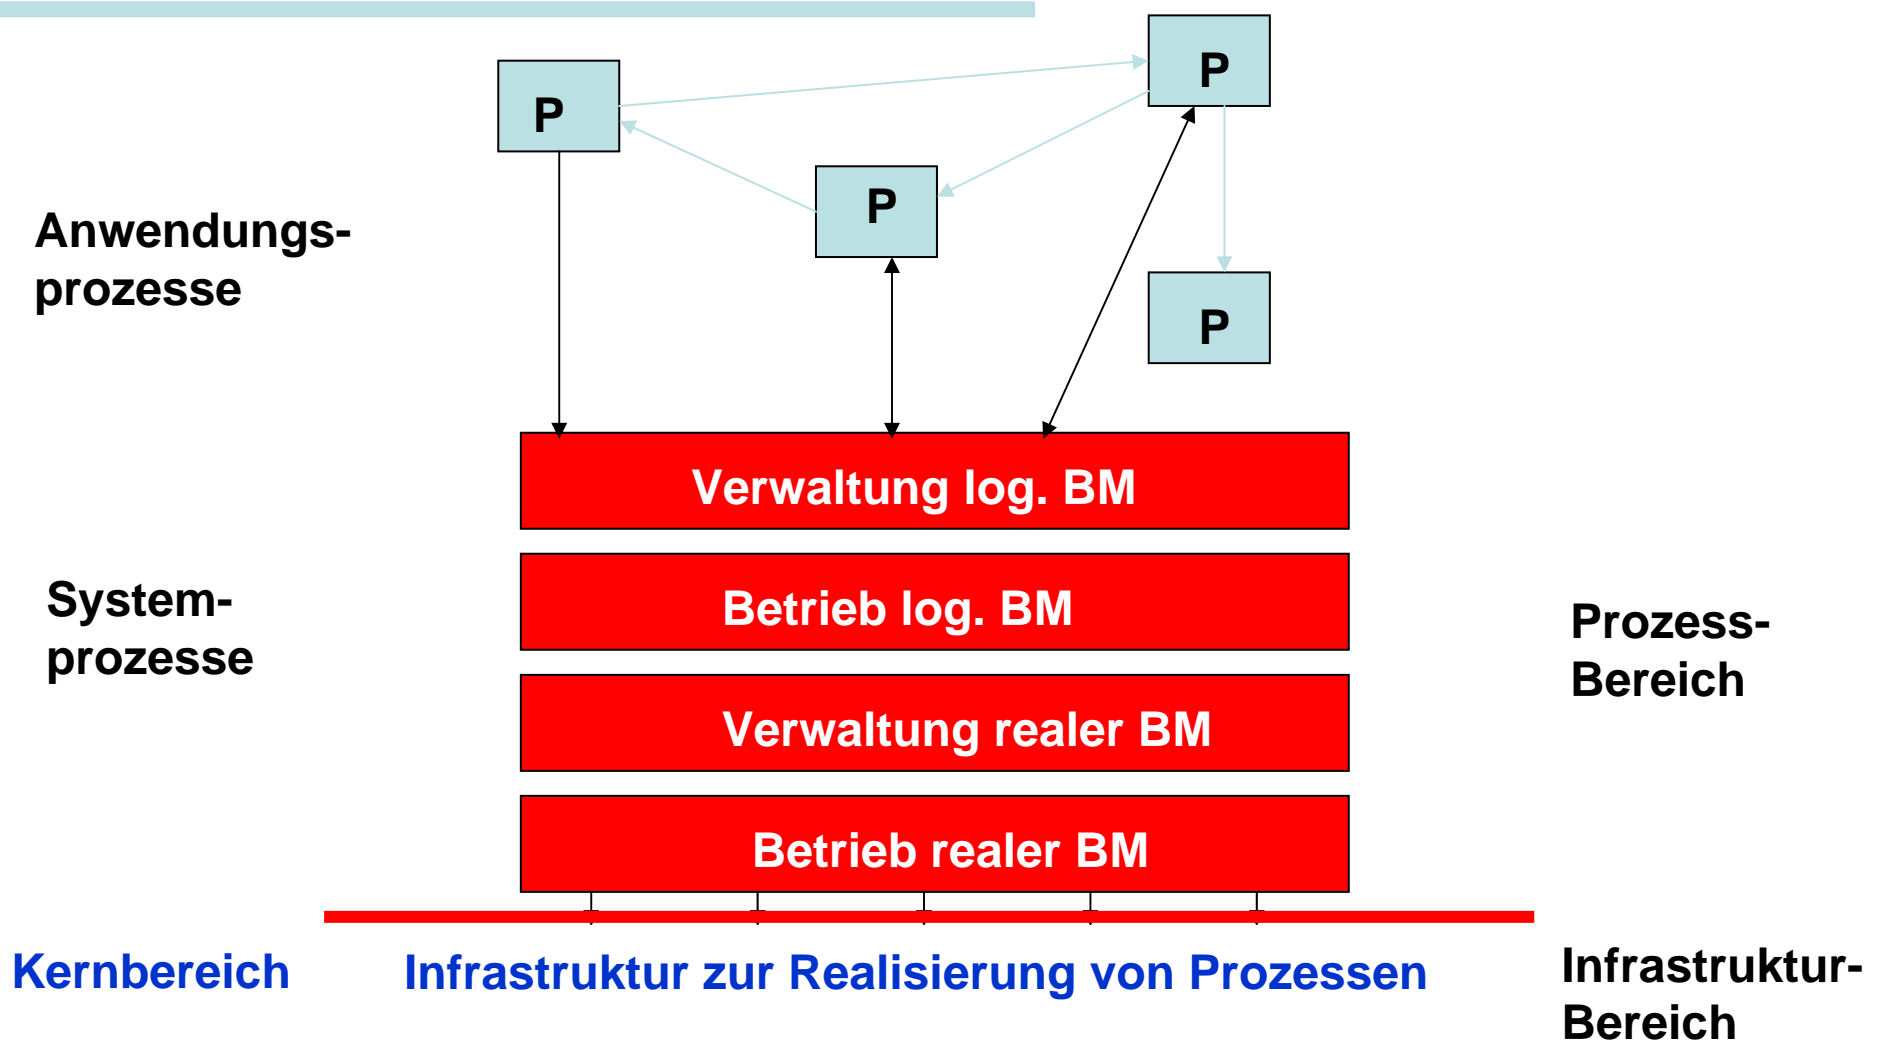 P
P
P
P
Anwendungs-
prozesse
Verwaltung log. BM
Betrieb log. BM
Verwaltung realer BM
Betrieb realer BM
System-
prozesse
Prozess-
Bereich
Kernbereich
Infrastruktur zur Realisierung von Prozessen
Infrastruktur-
Bereich